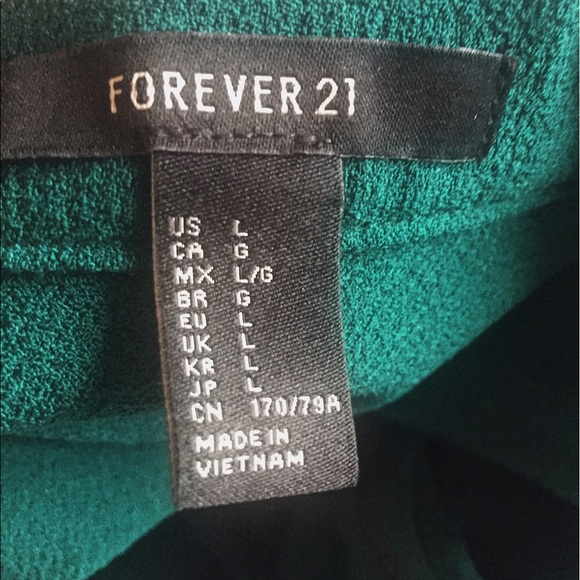 FOREVER 21
US L
CA G
MX L/G
BR G
EU L
UK L
KR L
JP L
CN 170/79A
MADE IN
VIETNAM